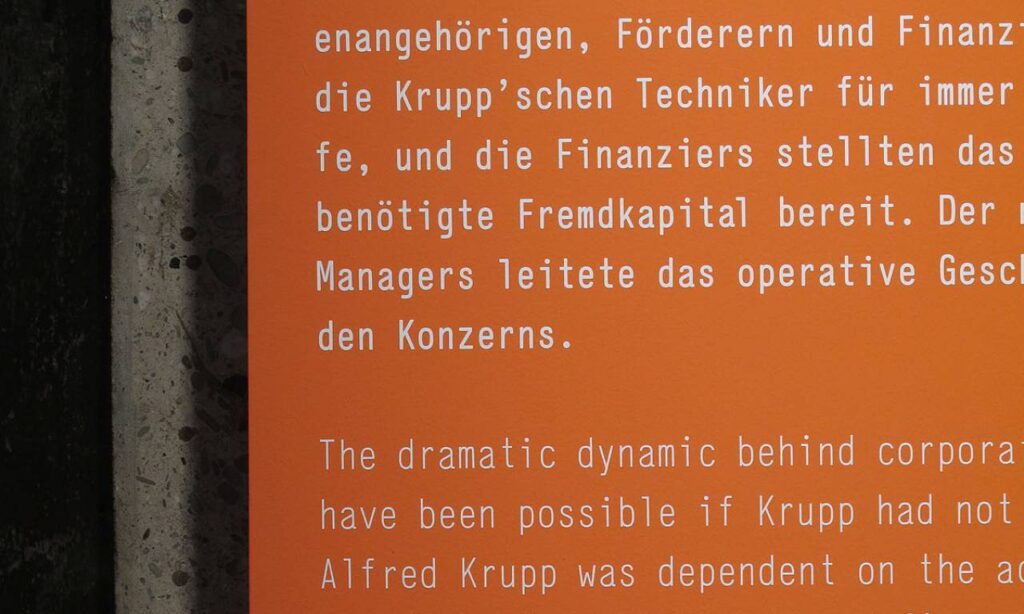 enangehörigen, Förderern und Finanzi
die Krupp’schen Techniker für immer
fe, und die Finanziers stellten das
benötigte Fremdkapital bereit. Der
Managers leitete das operative Gesch
den Konzerns.
The dramatic dynamic behind corpora
have been possible if Krupp had not
Alfred Krupp was dependent on the